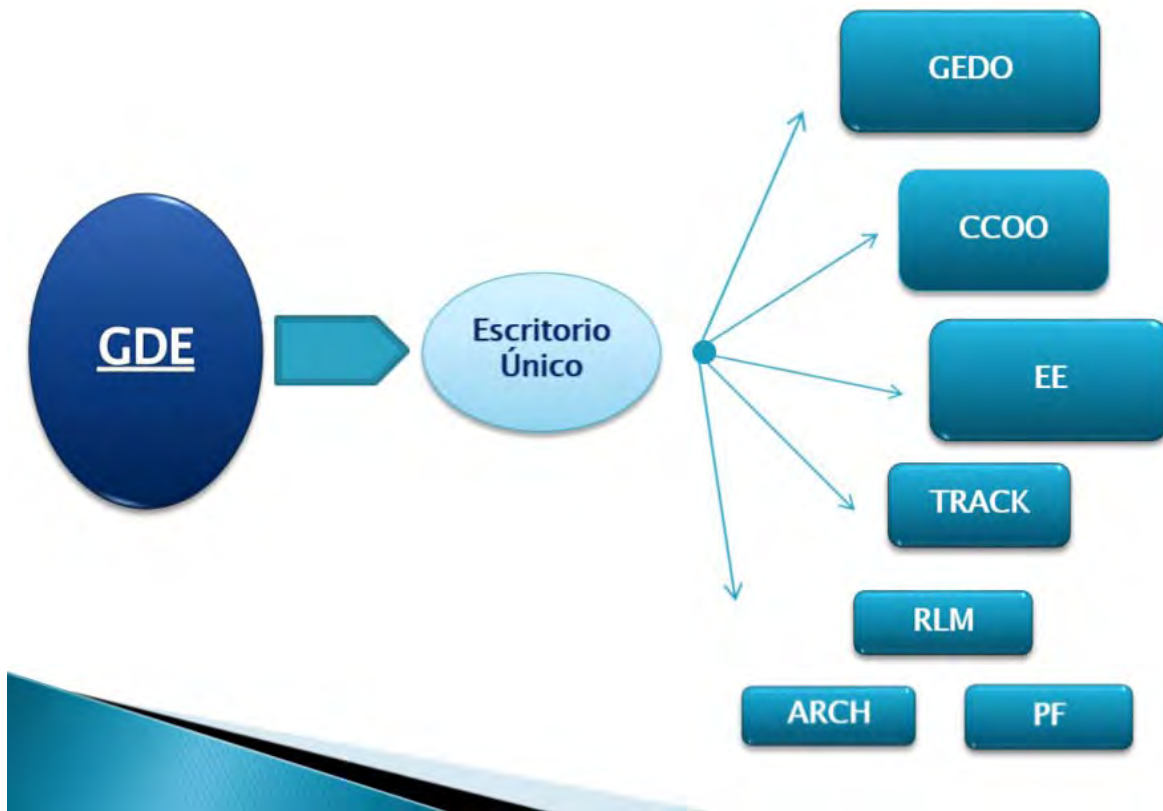 GDE
Escritorio
Único
GEDO
CCOO
EE
TRACK
RLM
ARCH
PF